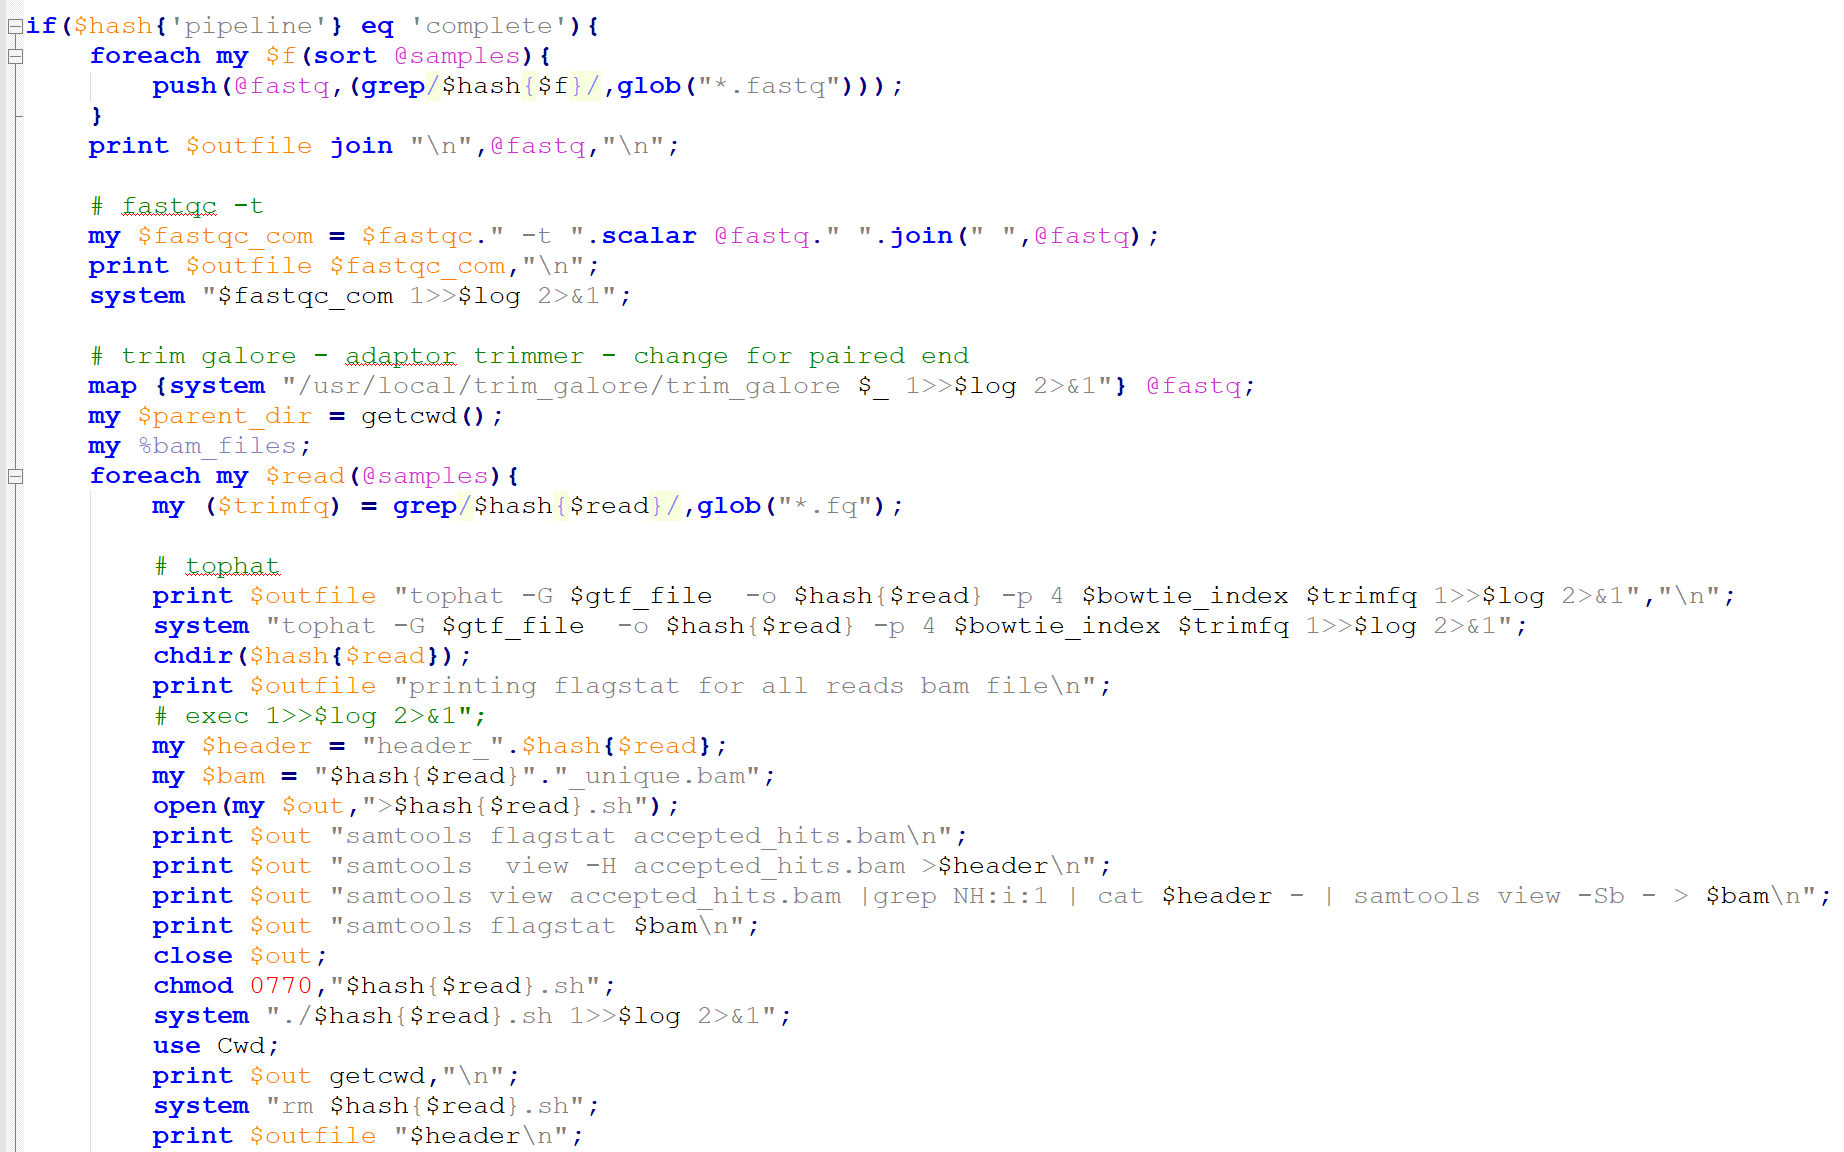 if($hash{'pipeline'} eq 'complete'){
    foreach my $f(sort @samples){
        push(@fastq,(grep/$hash{$f}/,glob("*.fastq")));
    }
    print $outfile join "\n",@fastq,"\n";

    # fastqc -t
    my $fastqc_com = $fastqc." -t ".scalar @fastq." ".join(" ",@fastq);
    print $outfile $fastqc_com,"\n";
    system "$fastqc_com 1>>$log 2>&1";

    # trim galore - adaptor trimmer - change for paired end
    map {system "/usr/local/trim_galore/trim_galore $_ 1>>$log 2>&1"} @fastq;
    my $parent_dir = getcwd();
    my %bam_files;
    foreach my $read(@samples){
        my ($trimfq) = grep/$hash{$read}/,glob("*.fq");

        # tophat
        print $outfile "tophat -G $gtf_file  -o $hash{$read} -p 4 $bowtie_index $trimfq 1>>$log 2>&1","\n";
        system "tophat -G $gtf_file  -o $hash{$read} -p 4 $bowtie_index $trimfq 1>>$log 2>&1";
        chdir($hash{$read});
        print $outfile "printing flagstat for all reads bam file\n";
        # exec 1>>$log 2>&1";
        my $header = "header_".$hash{$read};
        my $bam = "$hash{$read}"."_unique.bam";
        open(my $out,">$hash{$read}.sh");
        print $out "samtools flagstat accepted_hits.bam\n";
        print $out "samtools  view -H accepted_hits.bam >$header\n";
        print $out "samtools view accepted_hits.bam |grep NH:i:1 | cat $header - | samtools view -Sb - > $bam\n";
        print $out "samtools flagstat $bam\n";
        close $out;
        chmod 0770,"$hash{$read}.sh";
        system "./$hash{$read}.sh 1>>$log 2>&1";
        use Cwd;
        print $out getcwd,"\n";
        system "rm $hash{$read}.sh";
        print $outfile "$header\n";